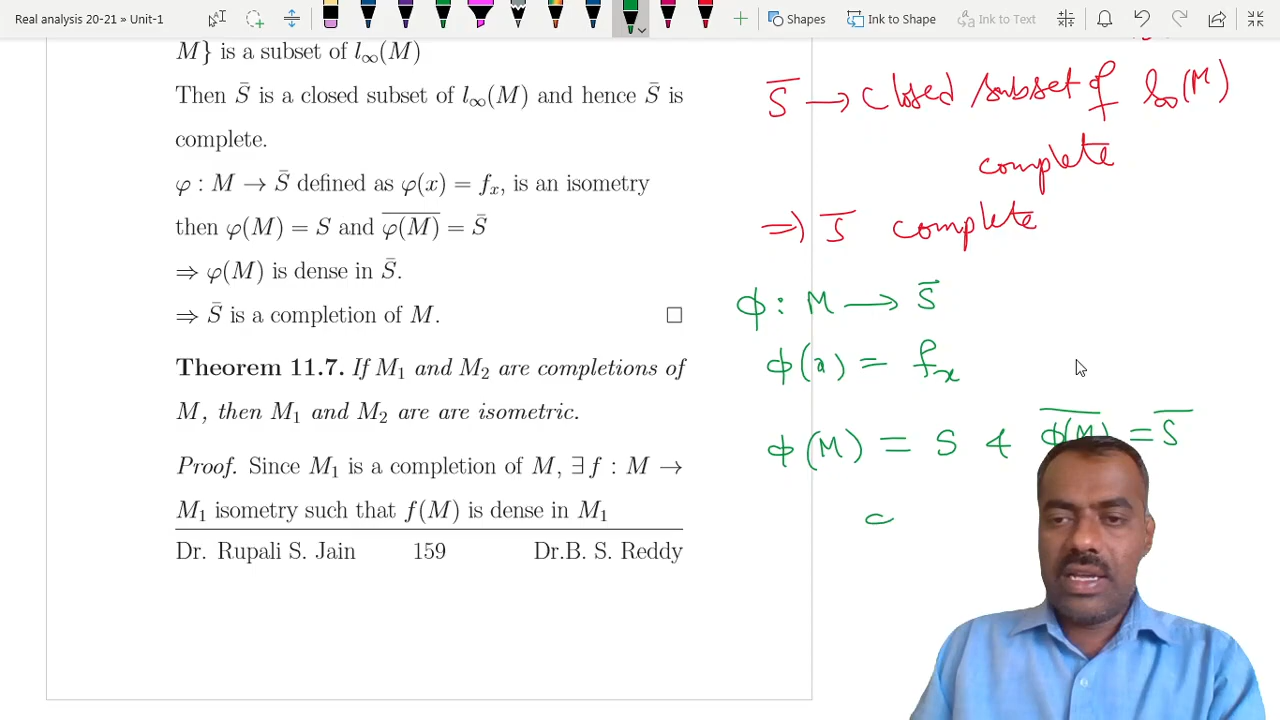 Real analysis 20-21 » Unit-1
Shapes
Ink to Shape
Ink to Text
M} is a subset of l∞(M)
Then S̄ is a closed subset of l∞(M) and hence S̄ is
complete.
φ : M → S̄ defined as φ(x) = fₓ, is an isometry
then φ(M) = S and \overline{φ(M)} = S̄
⇒ φ(M) is dense in S̄.
⇒ S̄ is a completion of M. □
Theorem 11.7. If M₁ and M₂ are completions of
M, then M₁ and M₂ are are isometric.
Proof. Since M₁ is a completion of M, ∃ f : M →
M₁ isometry such that f(M) is dense in M₁
Dr. Rupali S. Jain 159 Dr.B. S. Reddy
S̄ → closed subset of l∞(M)
complete
⇒ S̄ complete
ϕ : M → S̄
ϕ(x) = fₓ
ϕ(M) = S & \overline{ϕ(M)} = S̄